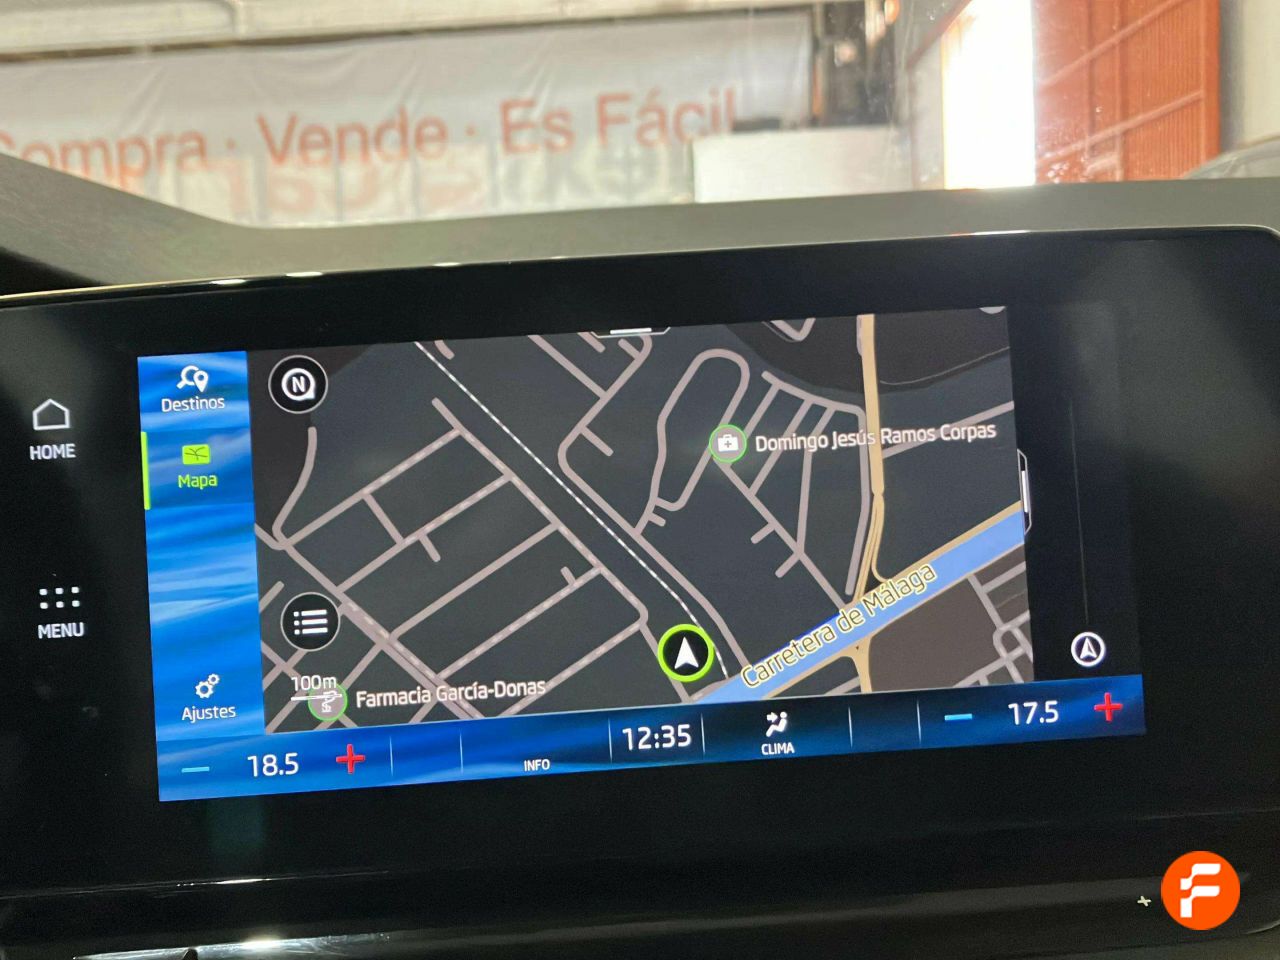 Compra · Vende · Es Fácil
HOME
MENU
Destinos
Mapa
Ajustes
N
Domingo Jesús Ramos Corpas
Carretera de Málaga
100m
Farmacia García-Donas
18.5
INFO
12:35
CLIMA
17.5